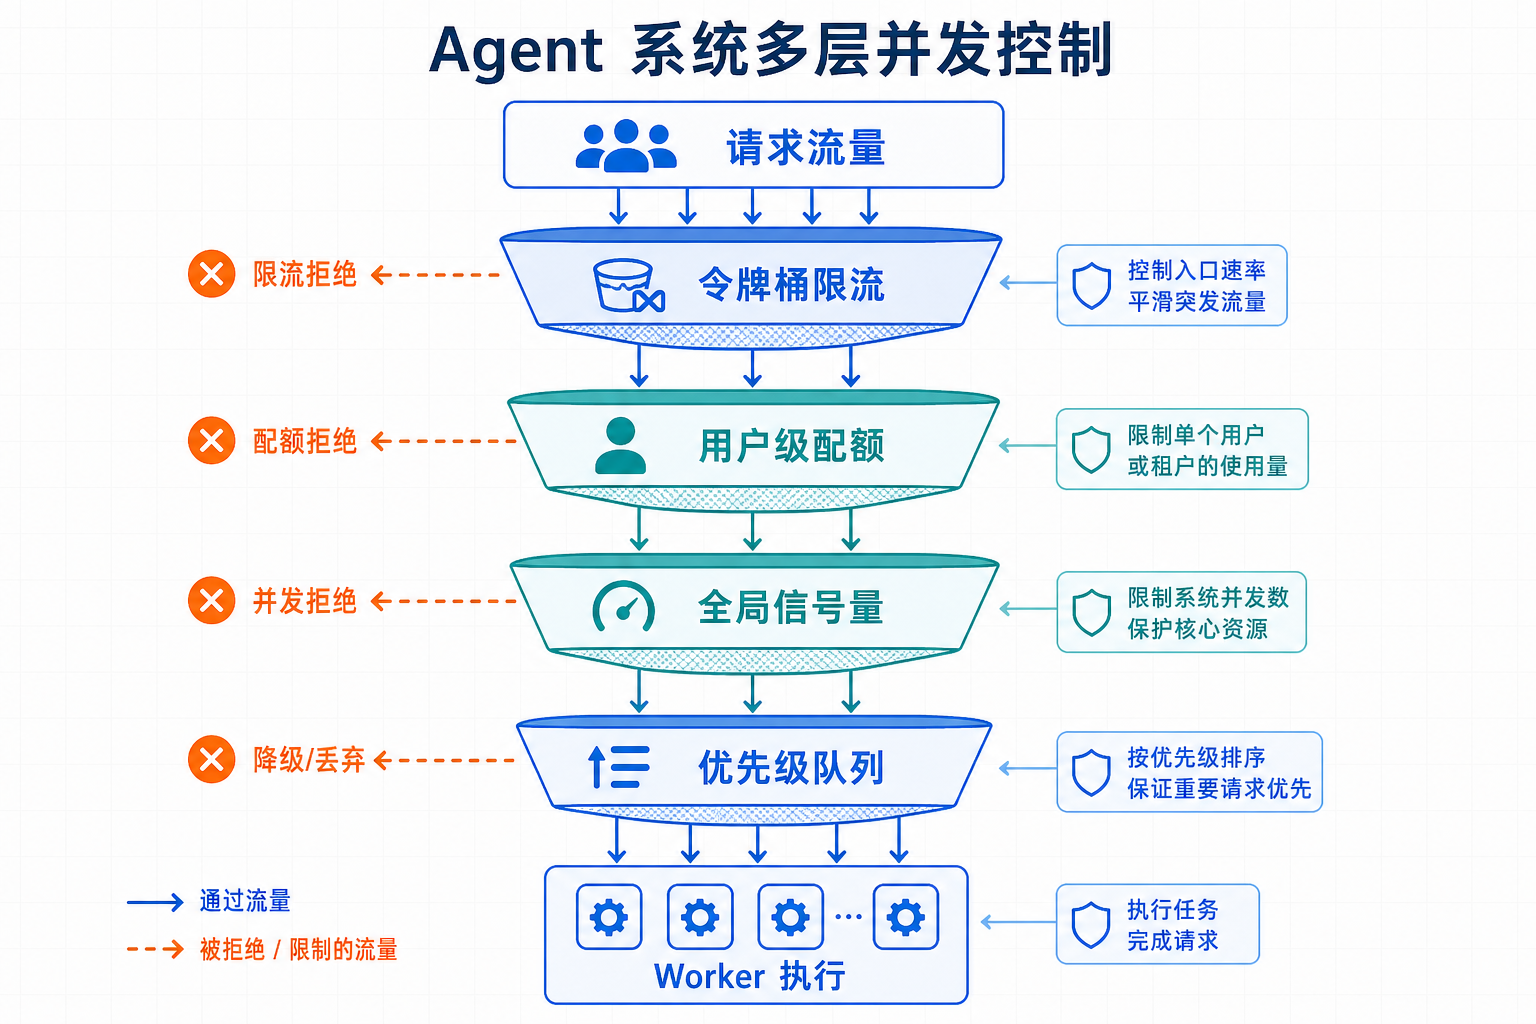 Agent 系统多层并发控制
请求流量
限流拒绝
令牌桶限流
控制入口速率
平滑突发流量
配额拒绝
用户级配额
限制单个用户
或租户的使用量
并发拒绝
全局信号量
限制系统并发数
保护核心资源
降级/丢弃
优先级队列
按优先级排序
保证重要请求优先
通过流量
被拒绝 / 限制的流量
...
Worker 执行
执行任务
完成请求